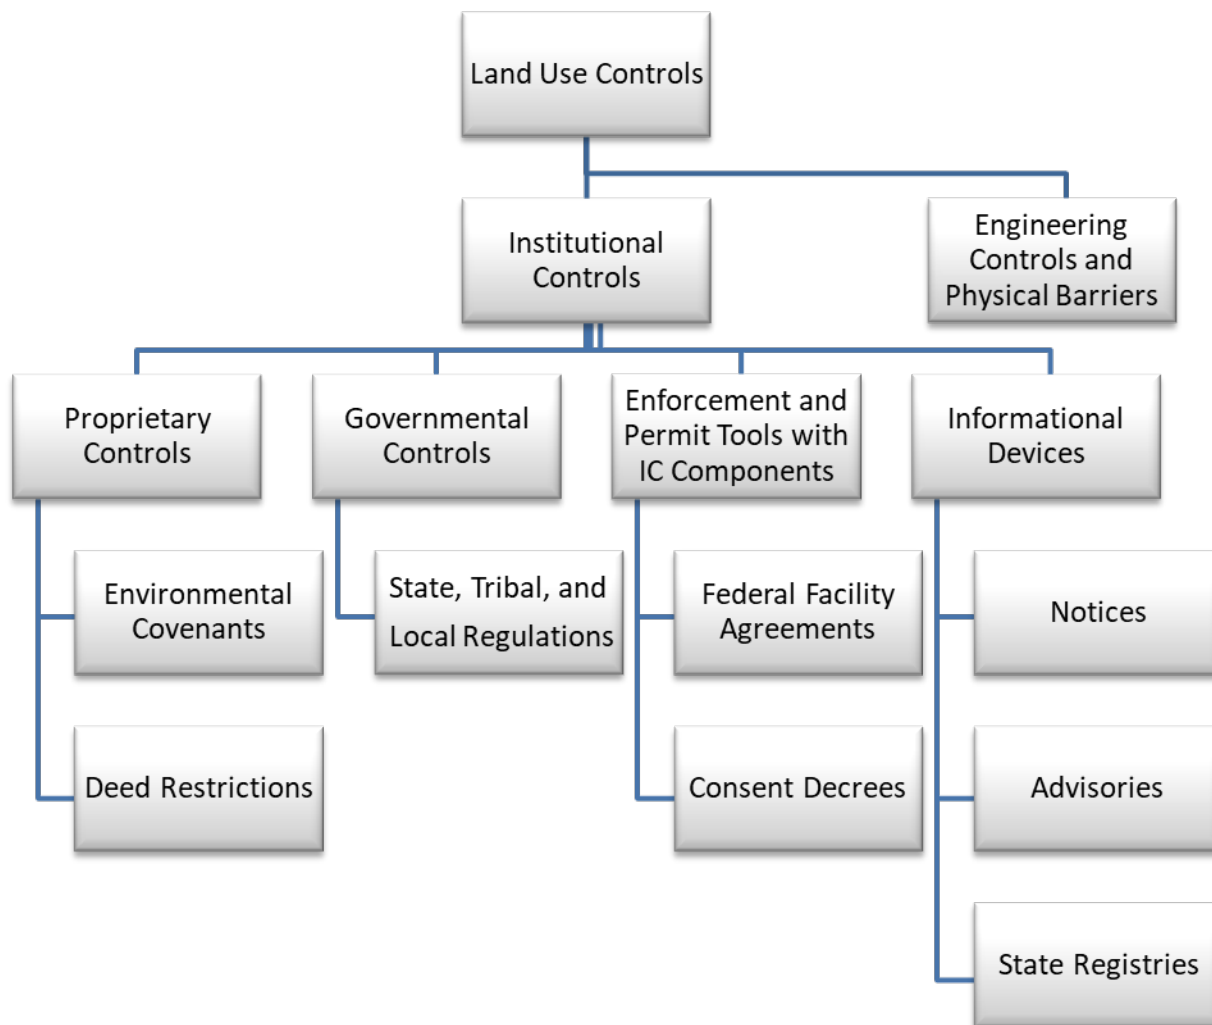 Land Use Controls
Institutional
Controls
Engineering
Controls and
Physical Barriers
Proprietary
Controls
Governmental
Controls
Enforcement and
Permit Tools with
IC Components
Informational
Devices
Environmental
Covenants
State, Tribal, and
Local Regulations
Federal Facility
Agreements
Notices
Deed Restrictions
Consent Decrees
Advisories
State Registries